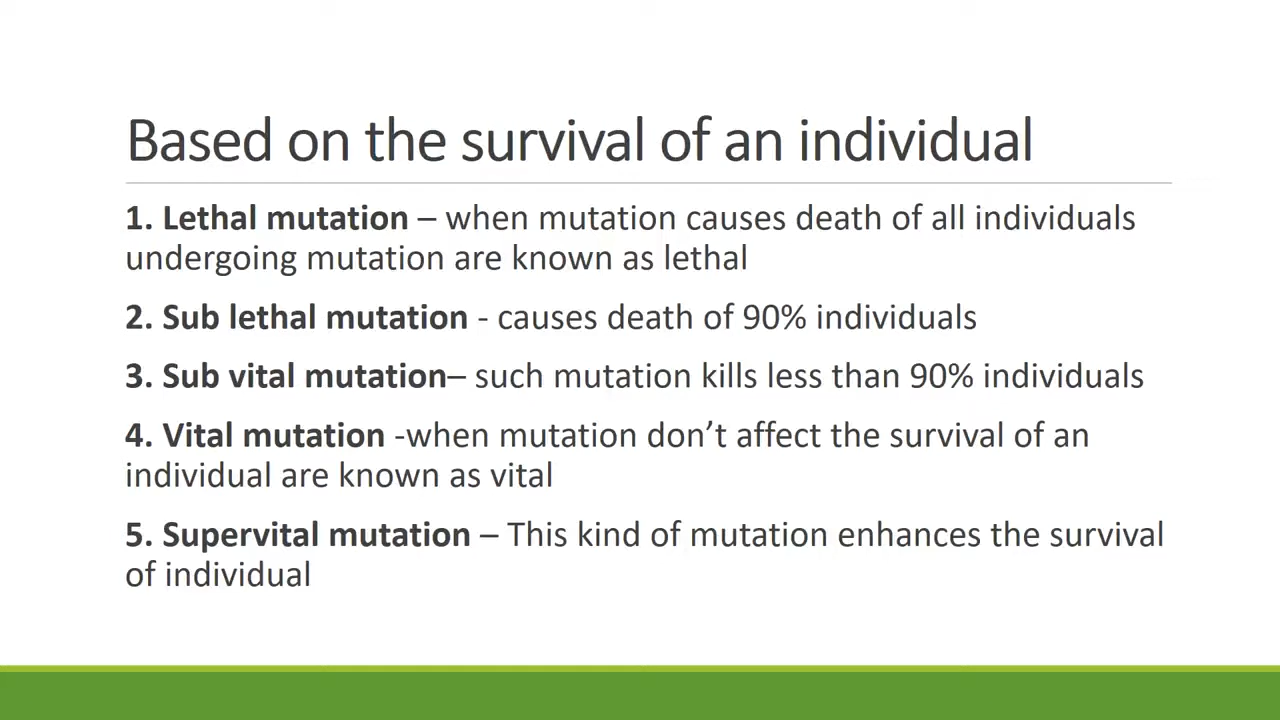 Based on the survival of an individual
1. Lethal mutation – when mutation causes death of all individuals
undergoing mutation are known as lethal
2. Sub lethal mutation - causes death of 90% individuals
3. Sub vital mutation– such mutation kills less than 90% individuals
4. Vital mutation -when mutation don’t affect the survival of an
individual are known as vital
5. Supervital mutation – This kind of mutation enhances the survival
of individual